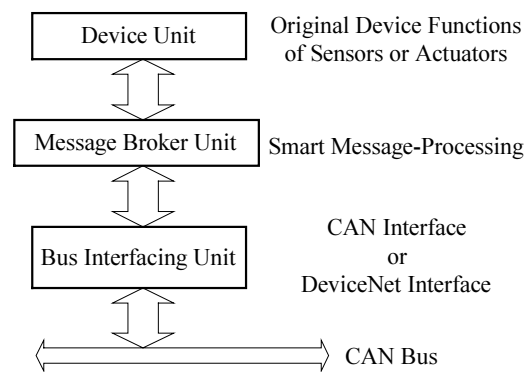 Device Unit
Original Device Functions
of Sensors or Actuators
Message Broker Unit
Smart Message-Processing
Bus Interfacing Unit
CAN Interface
or
DeviceNet Interface
CAN Bus